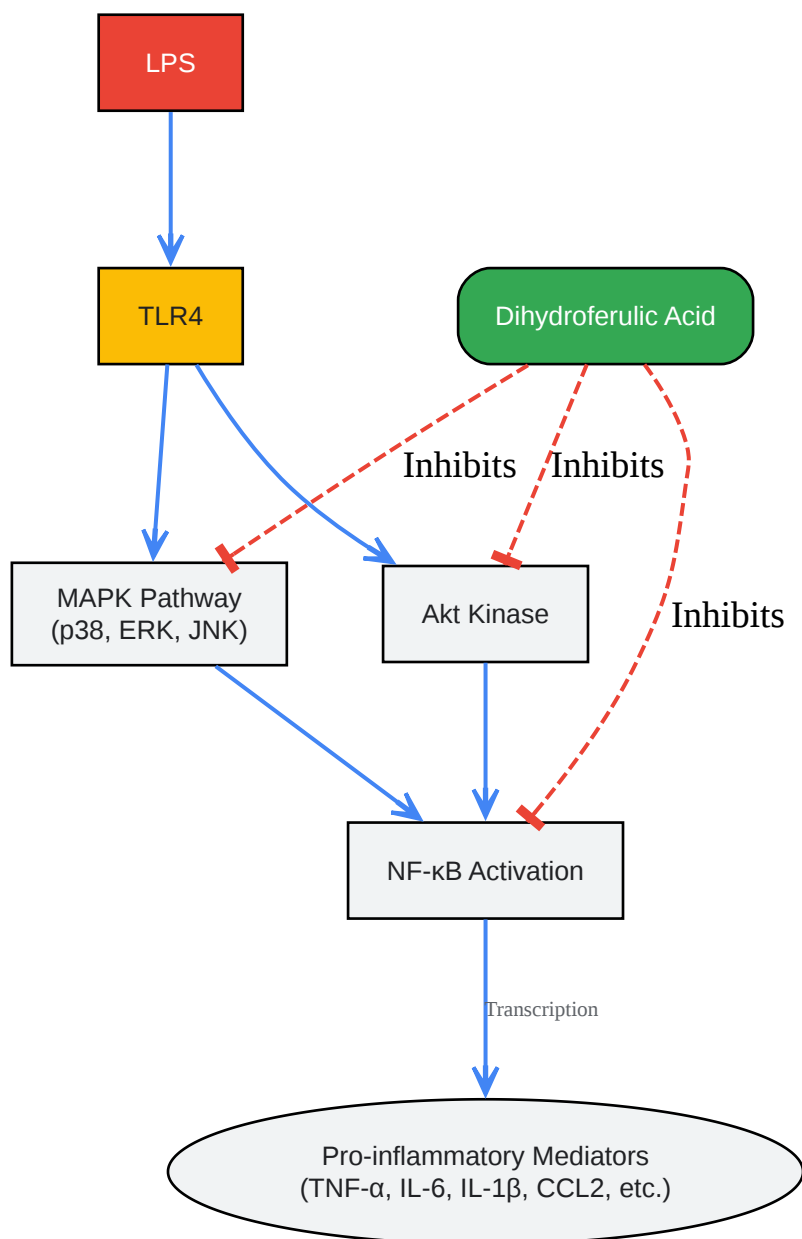 LPS
TLR4
Dihydroferulic Acid
Inhibits
Inhibits
MAPK Pathway
(p38, ERK, JNK)
Akt Kinase
Inhibits
NF-κB Activation
Transcription
Pro-inflammatory Mediators
(TNF-α, IL-6, IL-1β, CCL2, etc.)